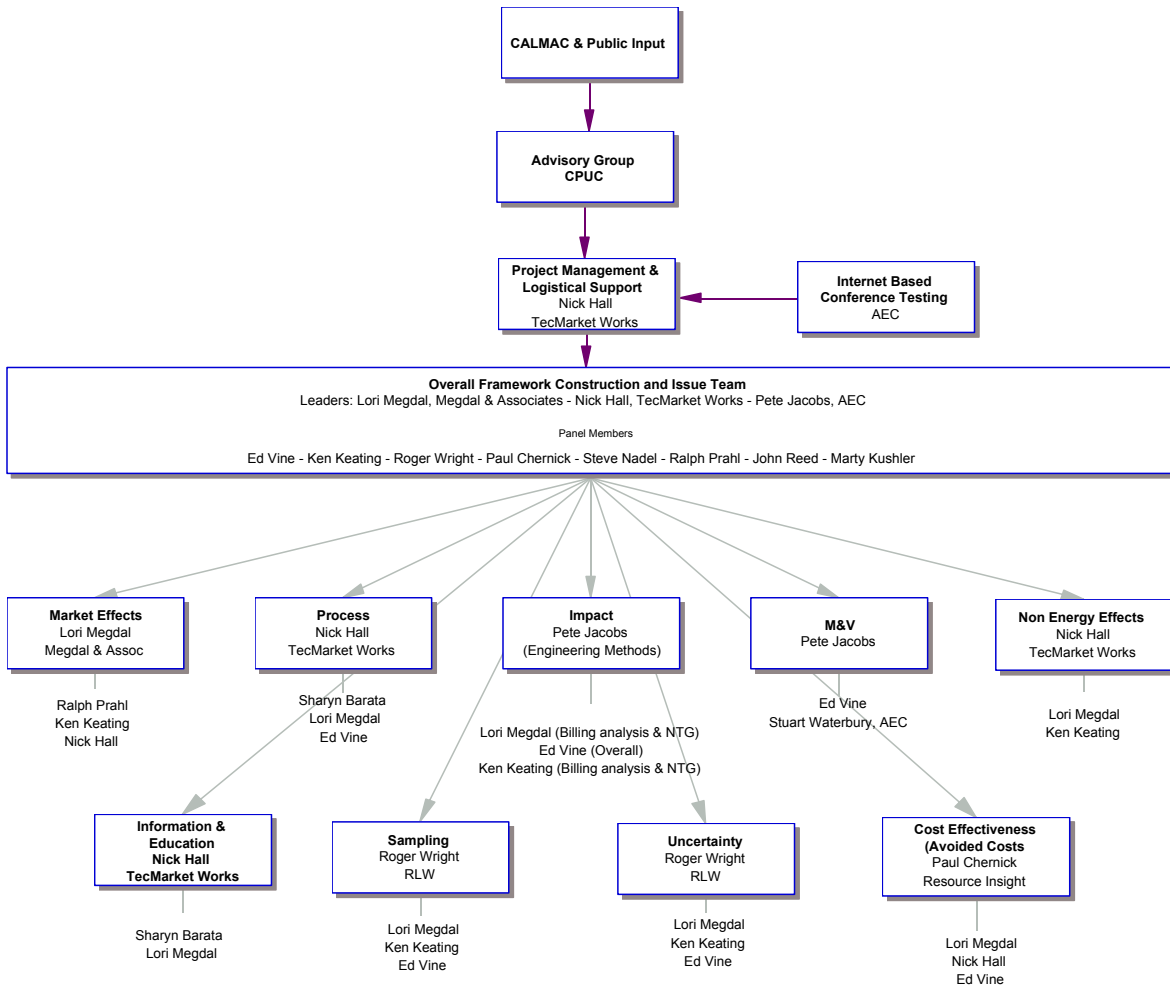 CALMAC & Public Input
Advisory Group
CPUC
Project Management &
Logistical Support
Nick Hall
TecMarket Works
Internet Based
Conference Testing
AEC
Overall Framework Construction and Issue Team
Leaders: Lori Megdal, Megdal & Associates - Nick Hall, TecMarket Works - Pete Jacobs, AEC
Panel Members
Ed Vine - Ken Keating - Roger Wright - Paul Chernick - Steve Nadel - Ralph Prahl - John Reed - Marty Kushler
Market Effects
Lori Megdal
Megdal & Assoc
Ralph Prahl
Ken Keating
Nick Hall
Process
Nick Hall
TecMarket Works
Sharyn Barata
Lori Megdal
Ed Vine
Impact
Pete Jacobs
(Engineering Methods)
Lori Megdal (Billing analysis & NTG)
Ed Vine (Overall)
Ken Keating (Billing analysis & NTG)
M&V
Pete Jacobs
Ed Vine
Stuart Waterbury, AEC
Non Energy Effects
Nick Hall
TecMarket Works
Lori Megdal
Ken Keating
Information &
Education
Nick Hall
TecMarket Works
Sharyn Barata
Lori Megdal
Sampling
Roger Wright
RLW
Lori Megdal
Ken Keating
Ed Vine
Uncertainty
Roger Wright
RLW
Lori Megdal
Ken Keating
Ed Vine
Cost Effectiveness
(Avoided Costs
Paul Chernick
Resource Insight
Lori Megdal
Nick Hall
Ed Vine